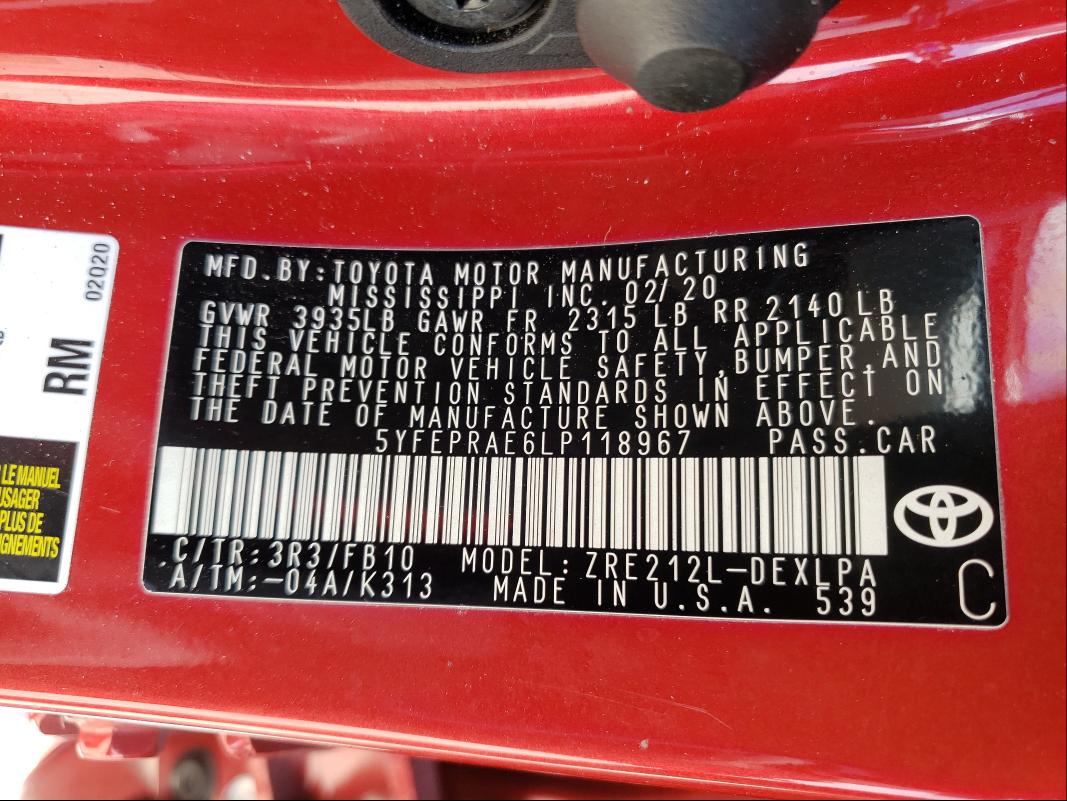 MFD.BY:TOYOTA MOTOR MANUFACTURING
MISSISSIPPI INC. 02/20
GVWR 3935LB GAWR FR 2315 LB RR 2140 LB
THIS VEHICLE CONFORMS TO ALL APPLICABLE
FEDERAL MOTOR VEHICLE SAFETY,BUMPER,AND
THEFT PREVENTION STANDARDS IN EFFECT ON
THE DATE OF MANUFACTURE SHOWN ABOVE.
5YFEPRAE6LP118967 PASS.CAR
C/TR:3R3/FB10 MODEL:ZRE212L-DEXLPA
A/TM:-04A/K313 MADE IN U.S.A. 539
C
RM
02Q20
LE MANUEL
USAGER
PLUS DE
IGNEMENTS